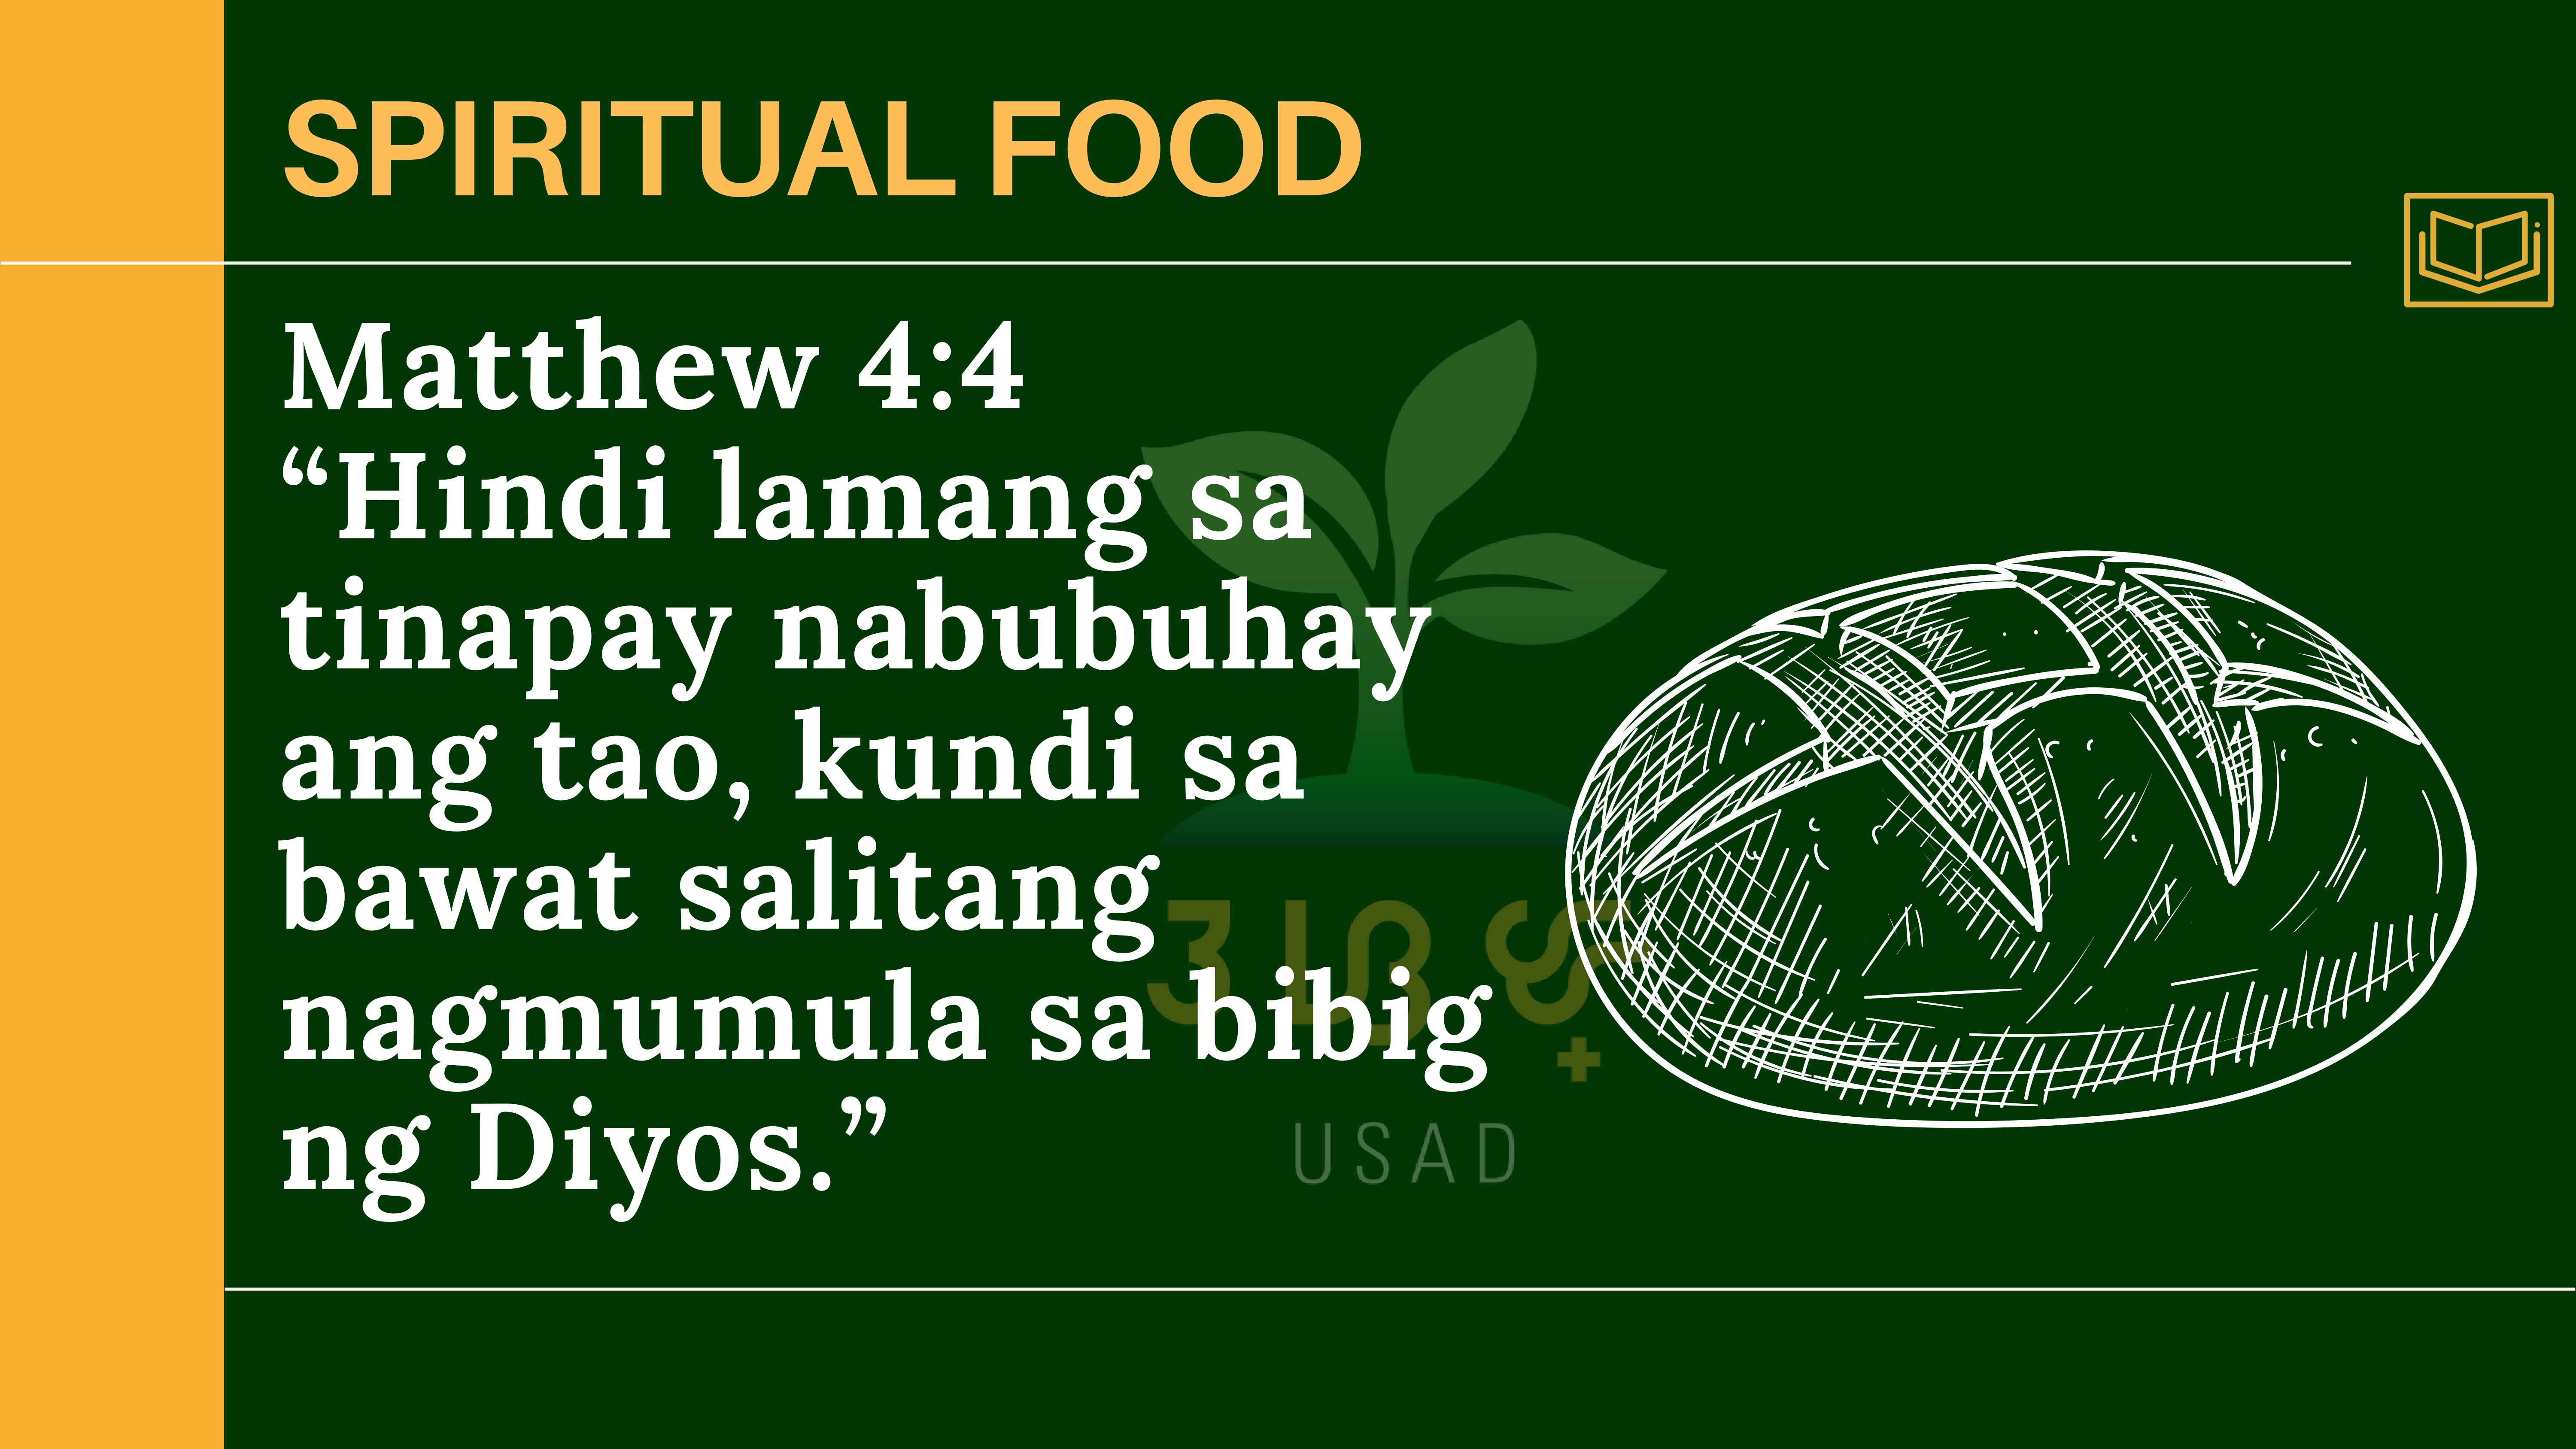 SPIRITUAL FOOD
Matthew 4:4
“Hindi lamang sa
tinapay nabubuhay
ang tao, kundi sa
bawat salitang
nagmumula sa bibig
ng Diyos.”
USAD